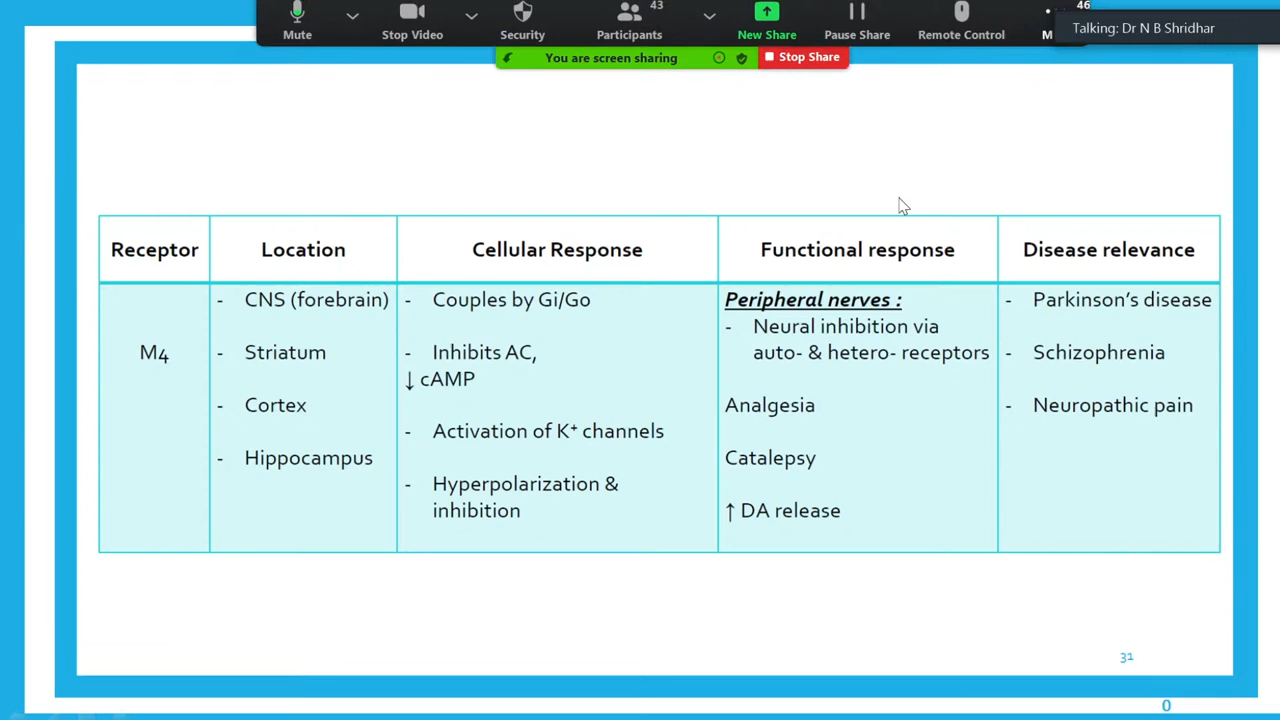 43
46
Mute
Stop Video
Security
Participants
New Share
Pause Share
Remote Control
M
Talking: Dr N B Shridhar
You are screen sharing
Stop Share
Receptor
Location
Cellular Response
Functional response
Disease relevance
M4
- CNS (forebrain)
- Striatum
- Cortex
- Hippocampus
- Couples by Gi/Go
- Inhibits AC,
↓ cAMP
- Activation of K⁺ channels
- Hyperpolarization &
inhibition
Peripheral nerves :
- Neural inhibition via
auto- & hetero- receptors
Analgesia
Catalepsy
↑ DA release
- Parkinson’s disease
- Schizophrenia
- Neuropathic pain
31
0